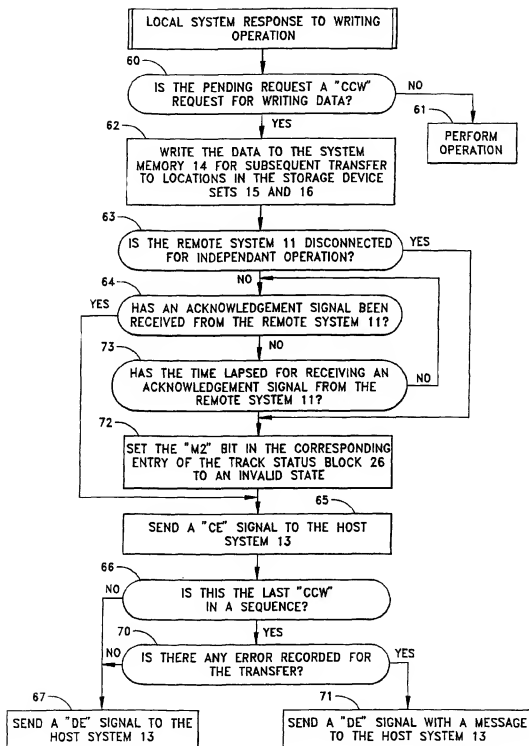 LOCAL SYSTEM RESPONSE TO WRITING
OPERATION
60
IS THE PENDING REQUEST A "CCW"
REQUEST FOR WRITING DATA?
NO
61
PERFORM
OPERATION
YES
62
WRITE THE DATA TO THE SYSTEM
MEMORY 14 FOR SUBSEQUENT TRANSFER
TO LOCATIONS IN THE STORAGE DEVICE
SETS 15 AND 16
63
IS THE REMOTE SYSTEM 11 DISCONNECTED
FOR INDEPENDANT OPERATION?
YES
NO
64
YES
HAS AN ACKNOWLEDGEMENT SIGNAL BEEN
RECEIVED FROM THE REMOTE SYSTEM 11?
NO
73
HAS THE TIME LAPSED FOR RECEIVING AN
ACKNOWLEDGEMENT SIGNAL FROM THE
REMOTE SYSTEM 11?
NO
72
SET THE "M2" BIT IN THE CORRESPONDING
ENTRY OF THE TRACK STATUS BLOCK 26
TO AN INVALID STATE
65
SEND A "CE" SIGNAL TO THE HOST
SYSTEM 13
66
NO
IS THIS THE LAST "CCW"
IN A SEQUENCE?
YES
70
NO
IS THERE ANY ERROR RECORDED FOR
THE TRANSFER?
YES
67
SEND A "DE" SIGNAL TO THE
HOST SYSTEM 13
71
SEND A "DE" SIGNAL WITH A MESSAGE
TO THE HOST SYSTEM 13